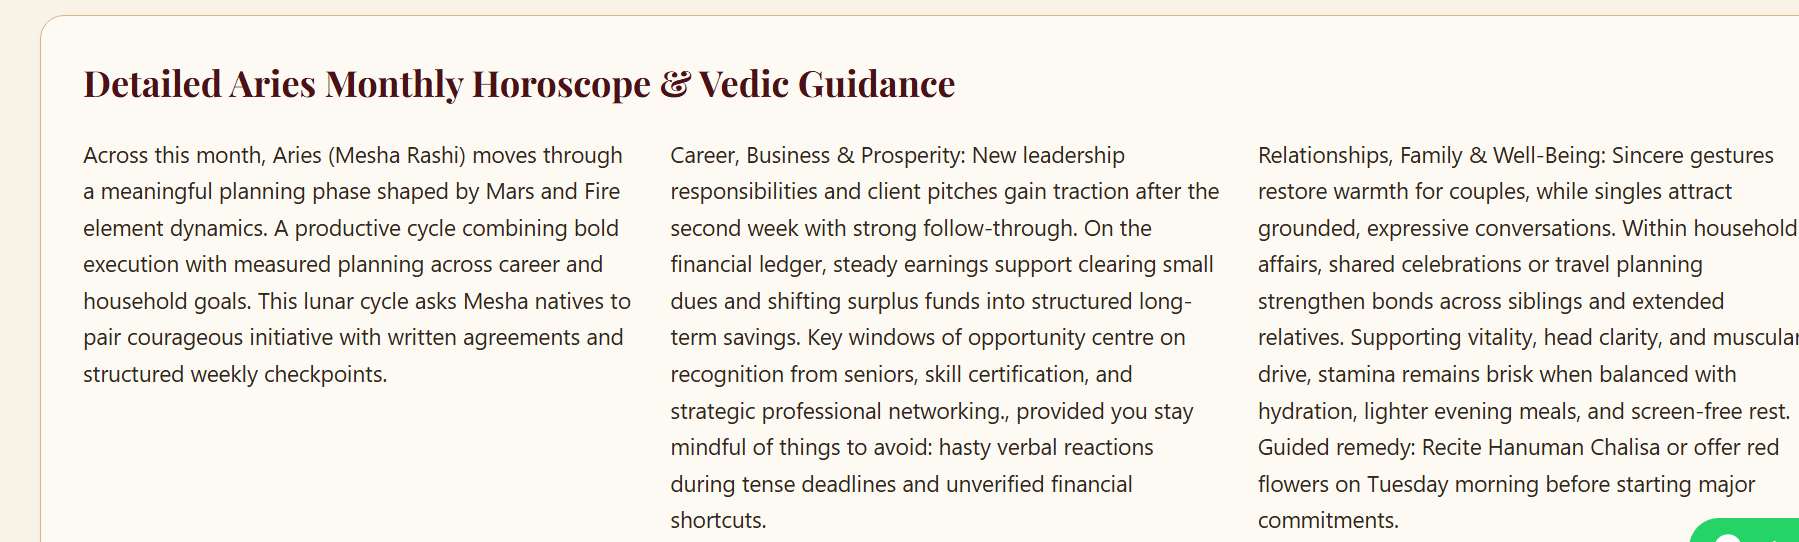 Detailed Aries Monthly Horoscope & Vedic Guidance
Across this month, Aries (Mesha Rashi) moves through
a meaningful planning phase shaped by Mars and Fire
element dynamics. A productive cycle combining bold
execution with measured planning across career and
household goals. This lunar cycle asks Mesha natives to
pair courageous initiative with written agreements and
structured weekly checkpoints.
Career, Business & Prosperity: New leadership
responsibilities and client pitches gain traction after the
second week with strong follow-through. On the
financial ledger, steady earnings support clearing small
dues and shifting surplus funds into structured long-
term savings. Key windows of opportunity centre on
recognition from seniors, skill certification, and
strategic professional networking., provided you stay
mindful of things to avoid: hasty verbal reactions
during tense deadlines and unverified financial
shortcuts.
Relationships, Family & Well-Being: Sincere gestures
restore warmth for couples, while singles attract
grounded, expressive conversations. Within household
affairs, shared celebrations or travel planning
strengthen bonds across siblings and extended
relatives. Supporting vitality, head clarity, and muscular
drive, stamina remains brisk when balanced with
hydration, lighter evening meals, and screen-free rest.
Guided remedy: Recite Hanuman Chalisa or offer red
flowers on Tuesday morning before starting major
commitments.